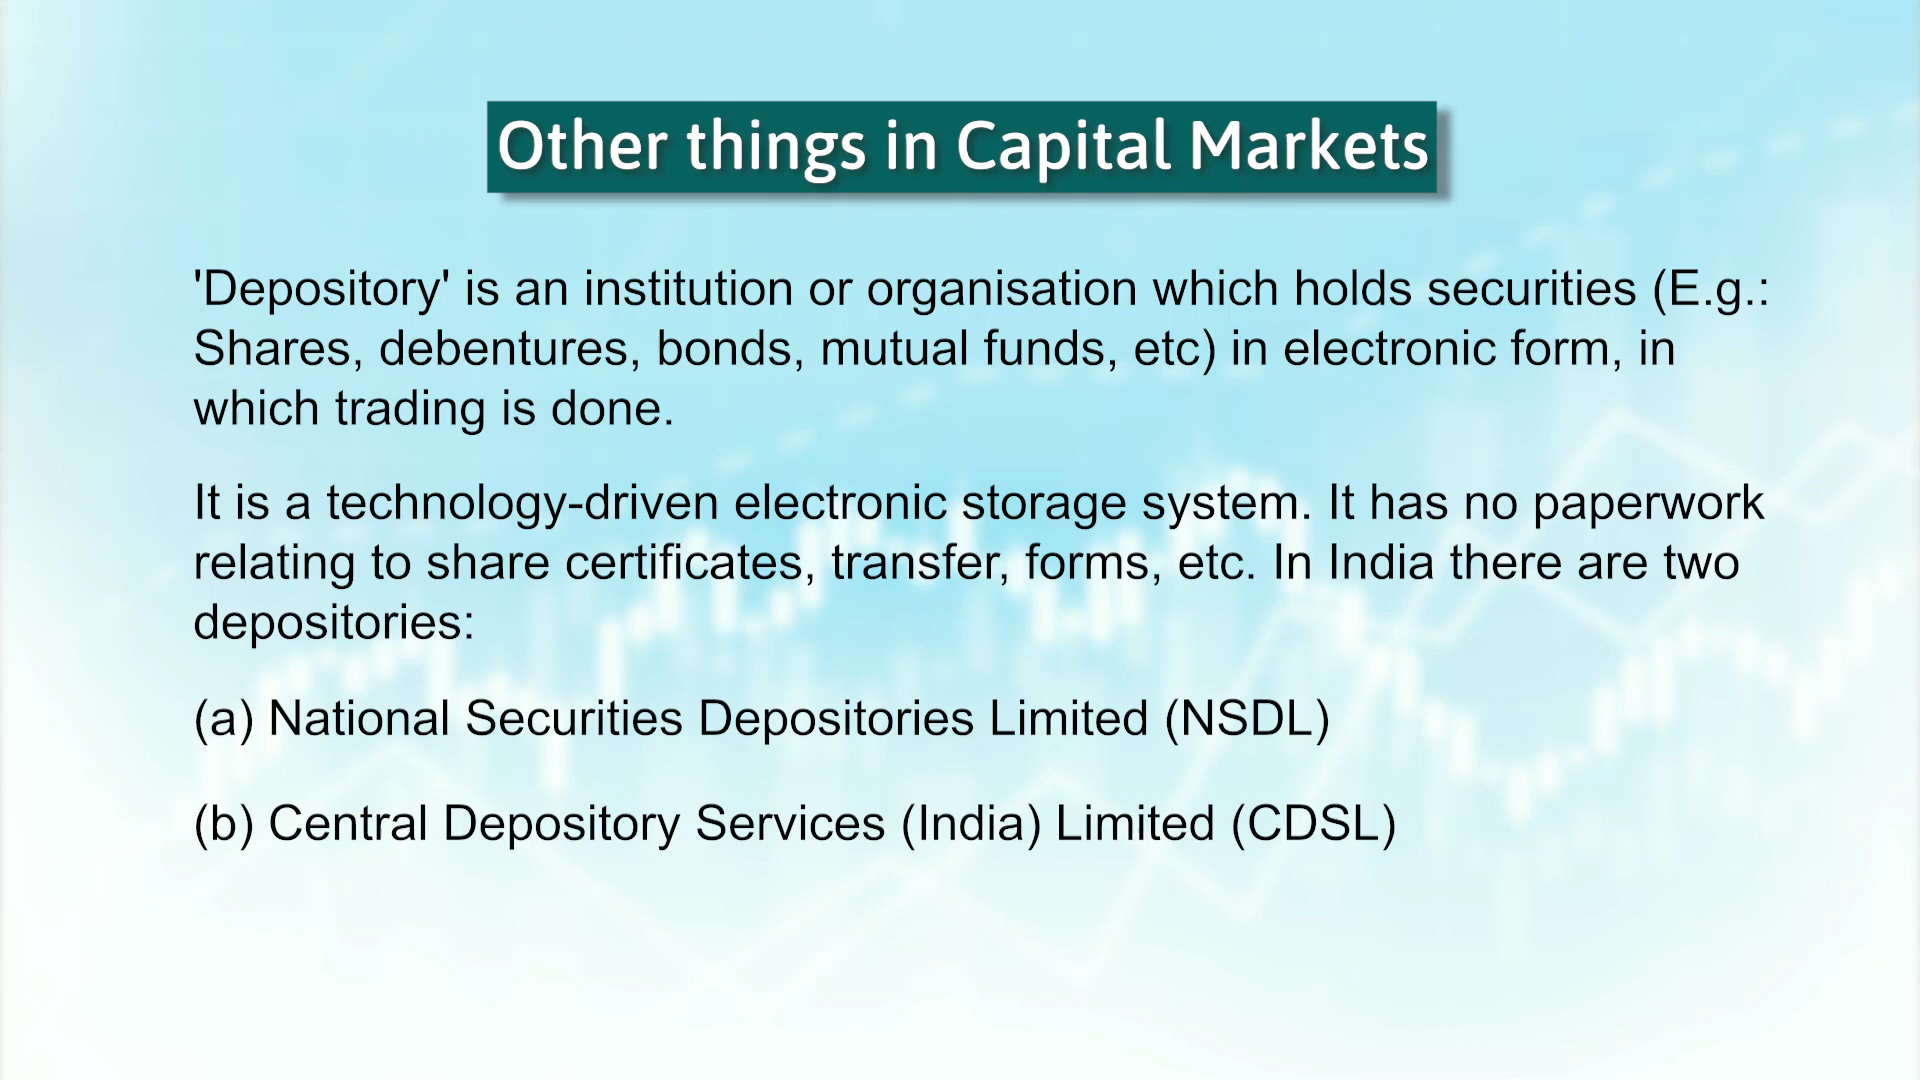 Other things in Capital Markets
'Depository' is an institution or organisation which holds securities (E.g.:
Shares, debentures, bonds, mutual funds, etc) in electronic form, in
which trading is done.
It is a technology-driven electronic storage system. It has no paperwork
relating to share certificates, transfer, forms, etc. In India there are two
depositories:
(a) National Securities Depositories Limited (NSDL)
(b) Central Depository Services (India) Limited (CDSL)